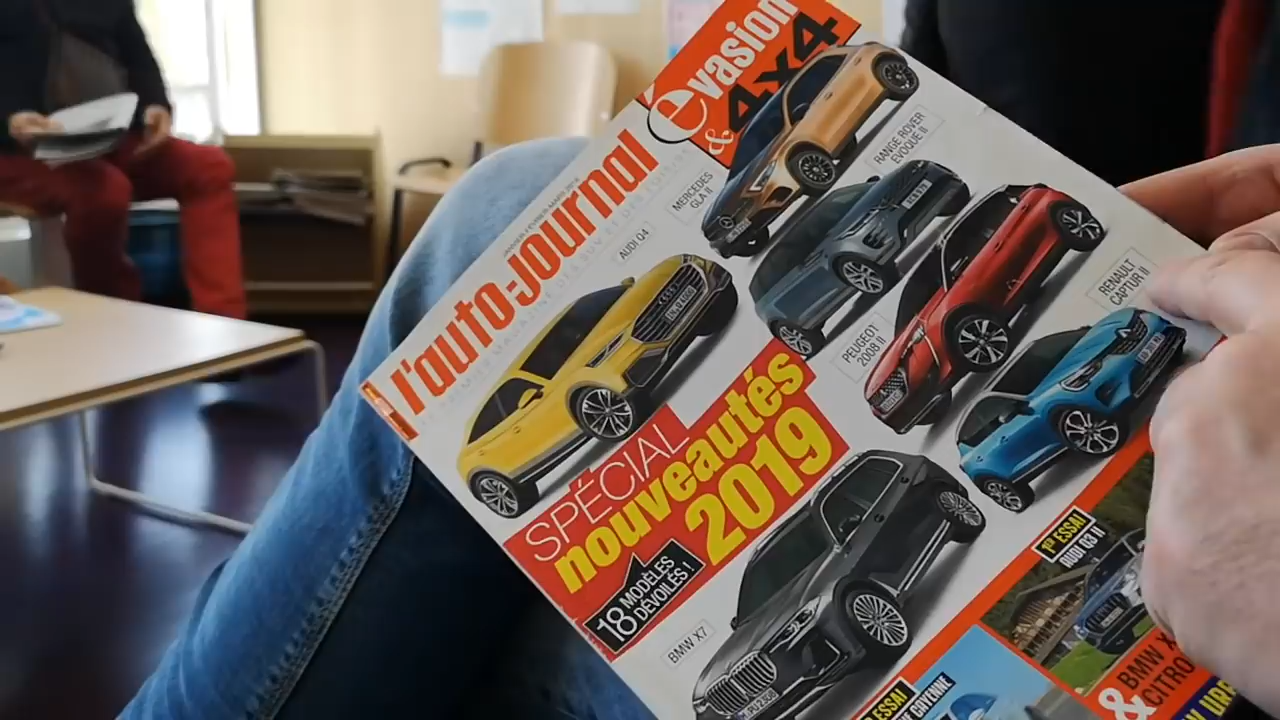 l'auto-journal
évasion
& 4x4
AUDI Q4
MERCEDES
GLA II
RANGE ROVER
EVOQUE II
PEUGEOT
2008 II
RENAULT
CAPTUR II
SPÉCIAL
nouveautés
2019
18 MODÈLES
DÉVOILÉS !
BMW X7
1ER ESSAI
AUDI Q3 II
ESSAI
CAYENNE
& BMW X
CITRO